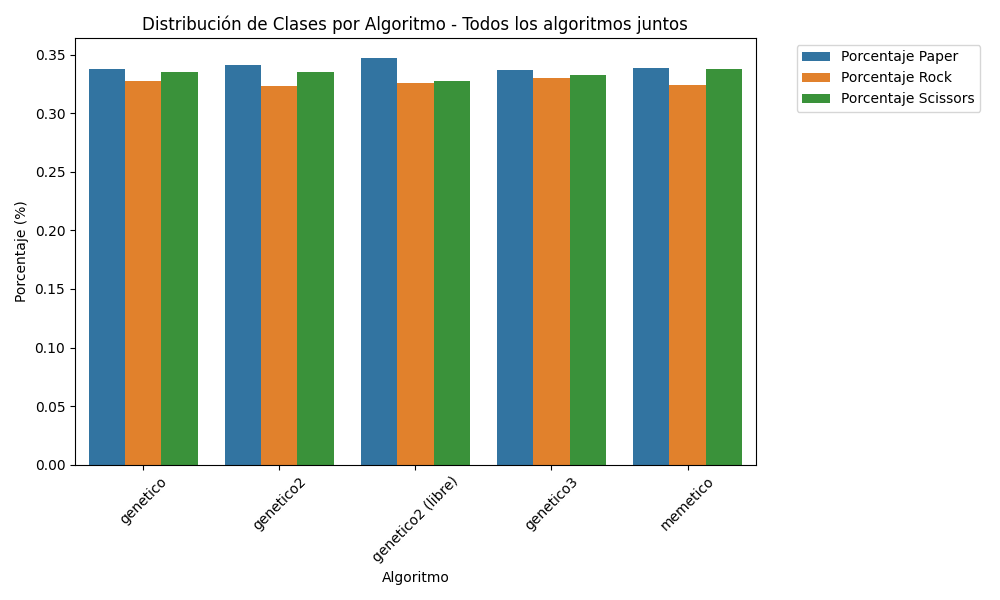 Distribución de Clases por Algoritmo - Todos los algoritmos juntos
Porcentaje Paper
Porcentaje Rock
Porcentaje Scissors
Porcentaje (%)
0.35
0.30
0.25
0.20
0.15
0.10
0.05
0.00
genetico
genetico2
genetico2 (libre)
genetico3
memetico
Algoritmo